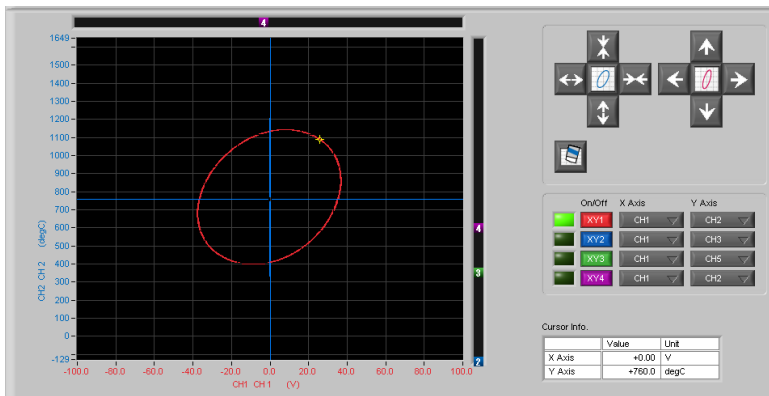 4
1649
1500
1400
1300
1200
1100
1000
900
800
700
600
500
400
300
200
100
0
-129
CH2 CH 2 (degC)
4
3
2
-100.0 -80.0 -60.0 -40.0 -20.0 0.0 20.0 40.0 60.0 80.0 100.0
CH1 CH 1 (V)
On/Off X Axis Y Axis
XY1 CH1 CH2
XY2 CH1 CH3
XY3 CH1 CH5
XY4 CH1 CH2
Cursor Info.
Value Unit
X Axis +0.00 V
Y Axis +760.0 degC